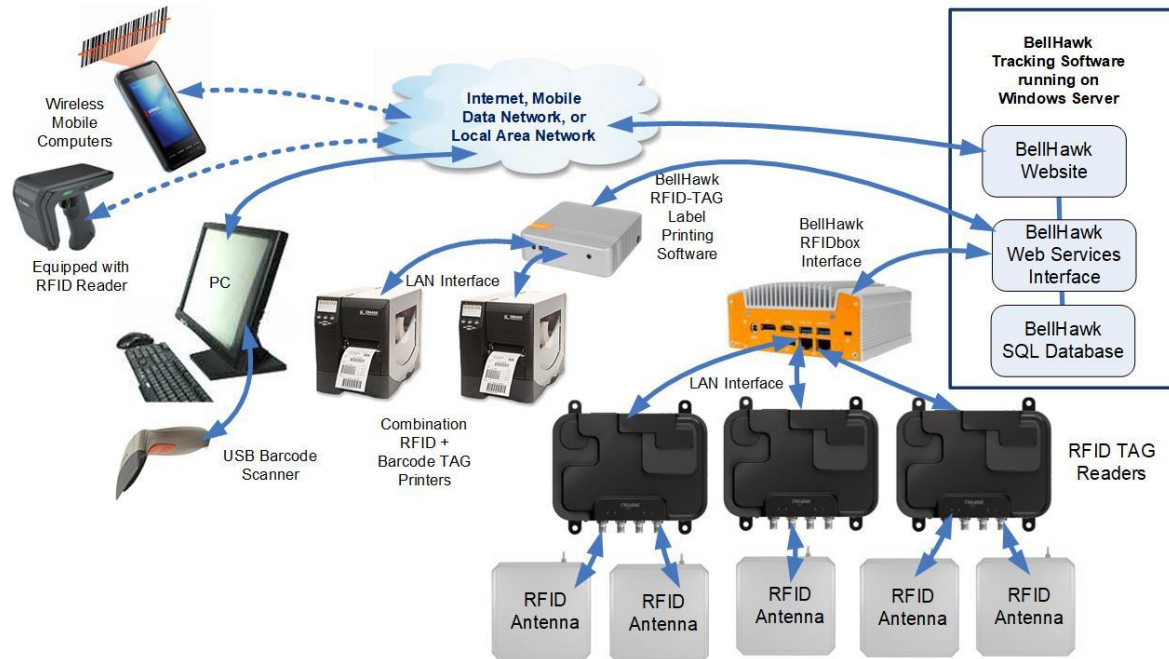 Wireless
Mobile
Computers
Equipped with
RFID Reader
PC
USB Barcode
Scanner
Internet, Mobile
Data Network, or
Local Area Network
LAN Interface
BellHawk
RFID-TAG
Label
Printing
Software
Combination
RFID +
Barcode TAG
Printers
BellHawk
RFIDbox
Interface
LAN Interface
BellHawk
Tracking Software
running on
Windows Server
BellHawk
Website
BellHawk
Web Services
Interface
BellHawk
SQL Database
RFID TAG
Readers
RFID
Antenna
RFID
Antenna
RFID
Antenna
RFID
Antenna
RFID
Antenna